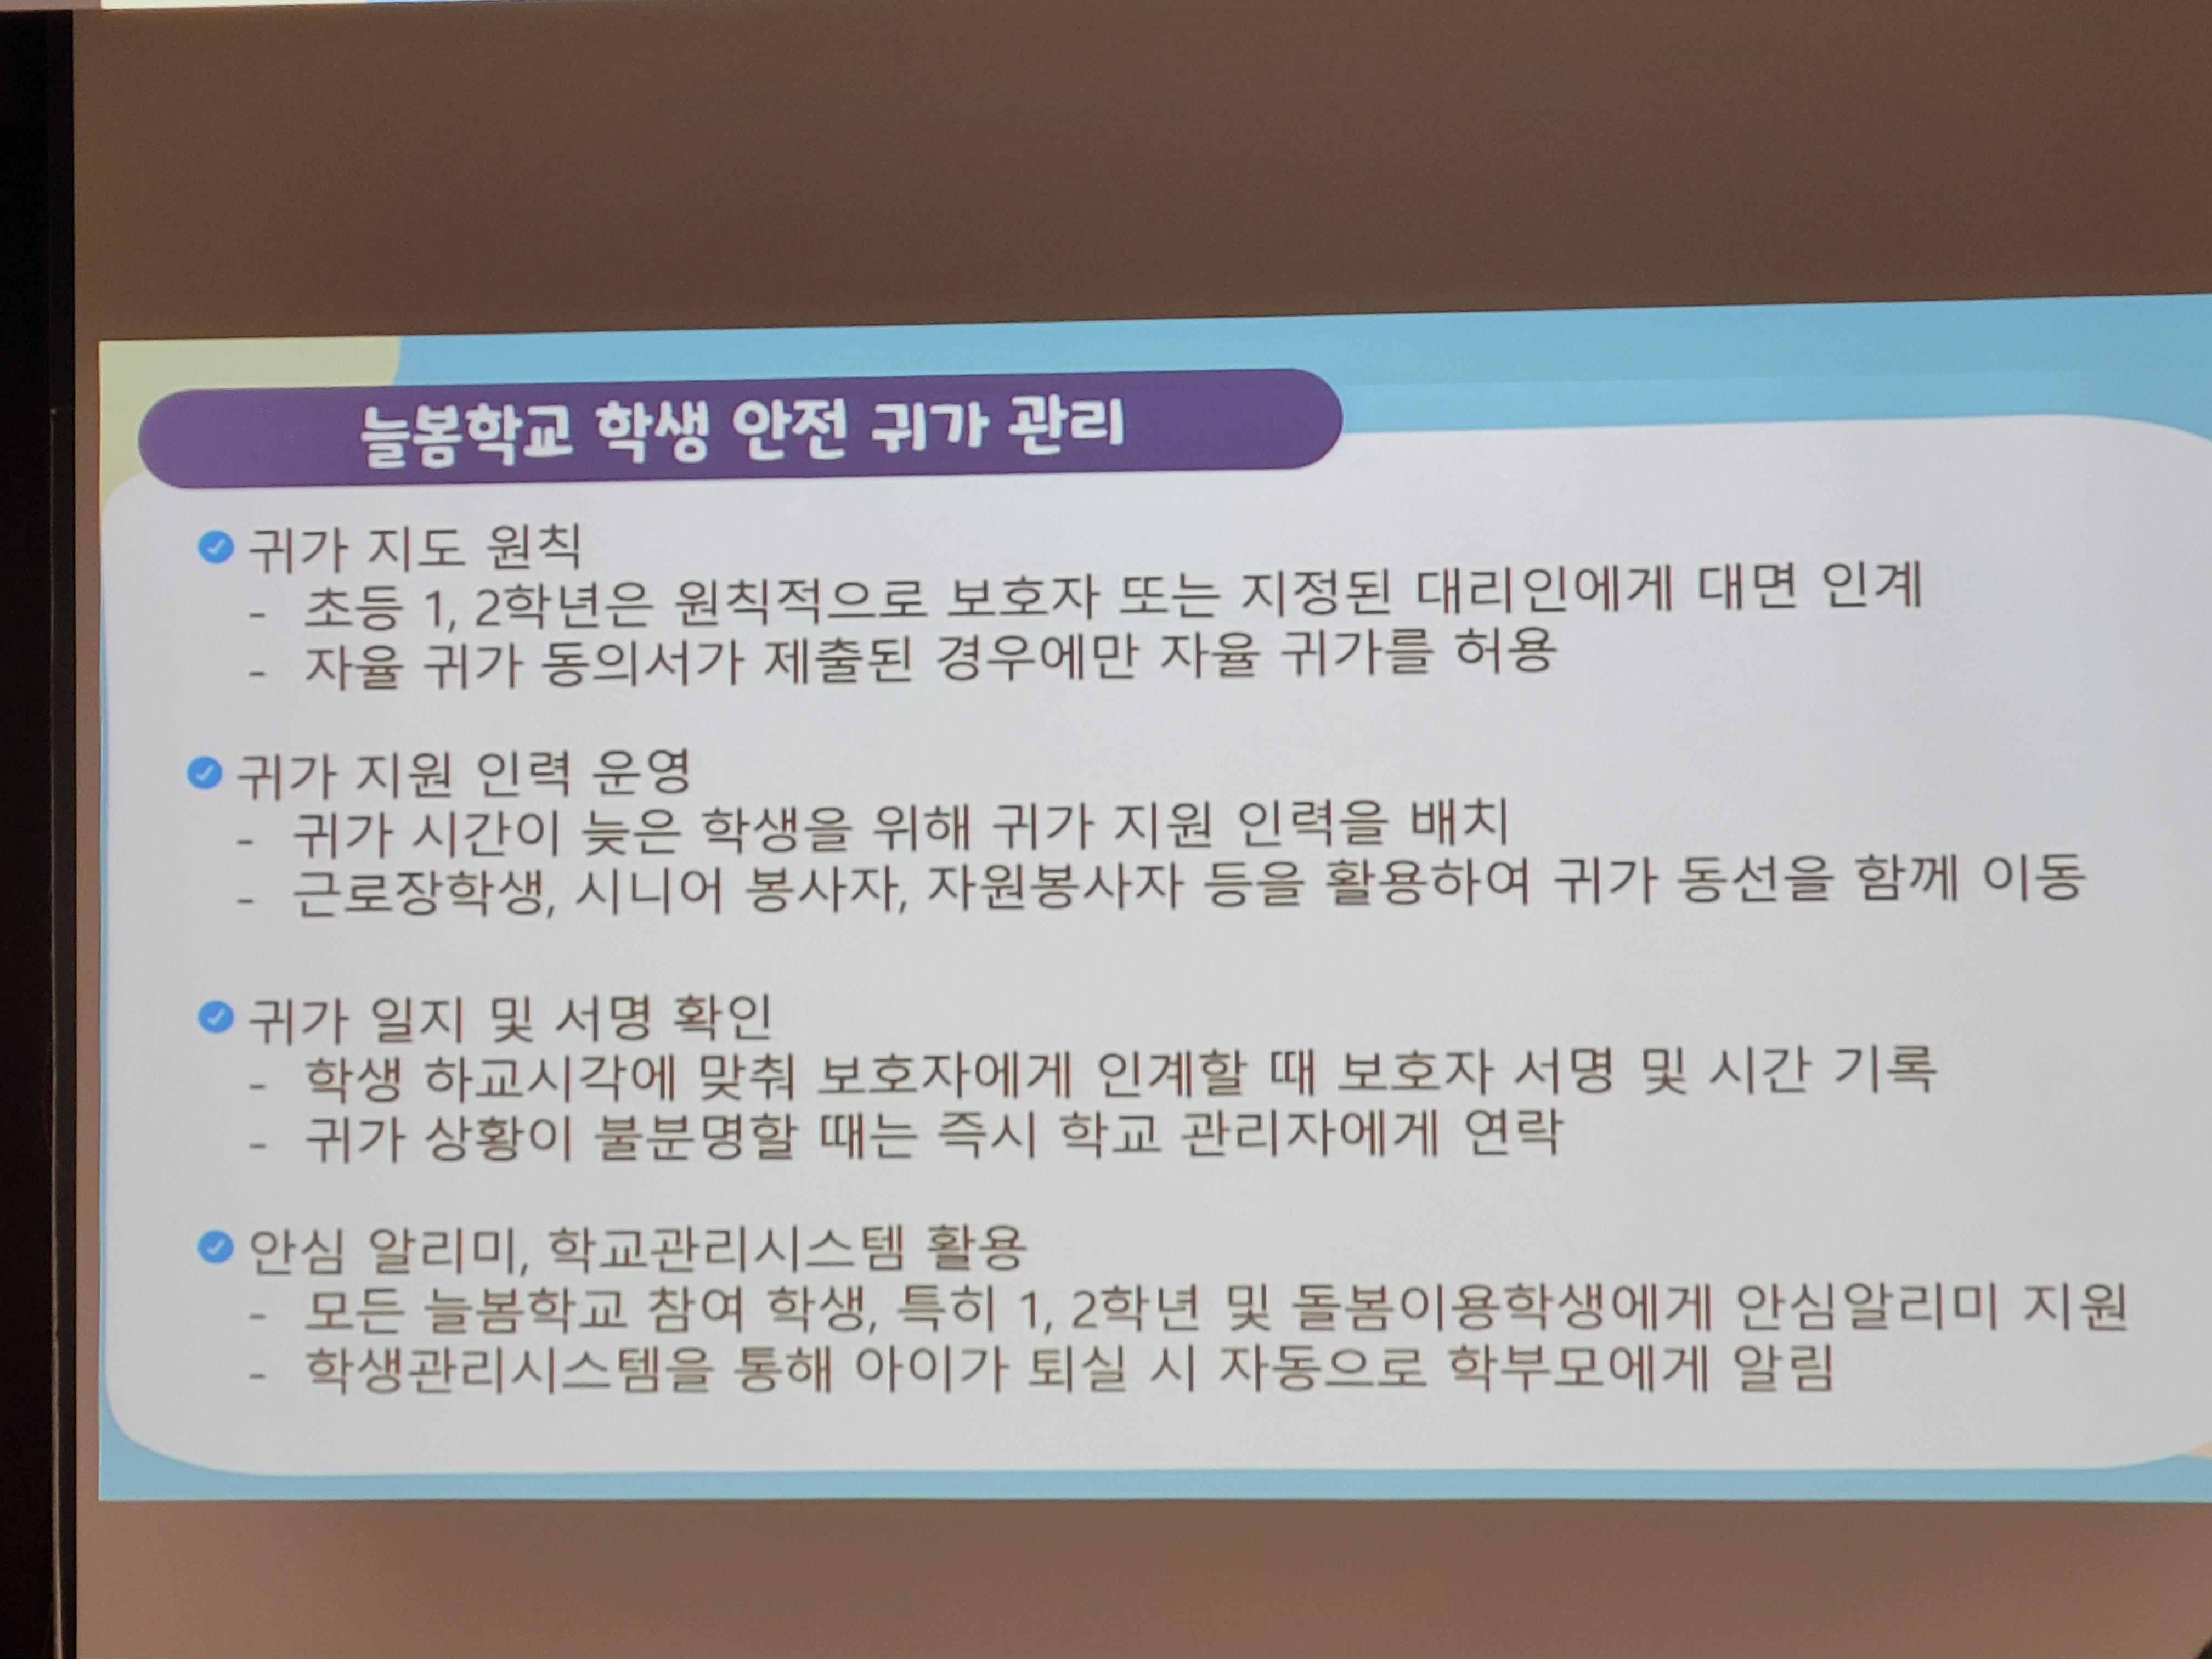 늘봄학교 학생 안전 귀가 관리
귀가 지도 원칙
- 초등 1, 2학년은 원칙적으로 보호자 또는 지정된 대리인에게 대면 인계
- 자율 귀가 동의서가 제출된 경우에만 자율 귀가를 허용
귀가 지원 인력 운영
- 귀가 시간이 늦은 학생을 위해 귀가 지원 인력을 배치
- 근로장학생, 시니어 봉사자, 자원봉사자 등을 활용하여 귀가 동선을 함께 이동
귀가 일지 및 서명 확인
- 학생 하교시각에 맞춰 보호자에게 인계할 때 보호자 서명 및 시간 기록
- 귀가 상황이 불분명할 때는 즉시 학교 관리자에게 연락
안심 알리미, 학교관리시스템 활용
- 모든 늘봄학교 참여 학생, 특히 1, 2학년 및 돌봄이용학생에게 안심알리미 지원
- 학생관리시스템을 통해 아이가 퇴실 시 자동으로 학부모에게 알림